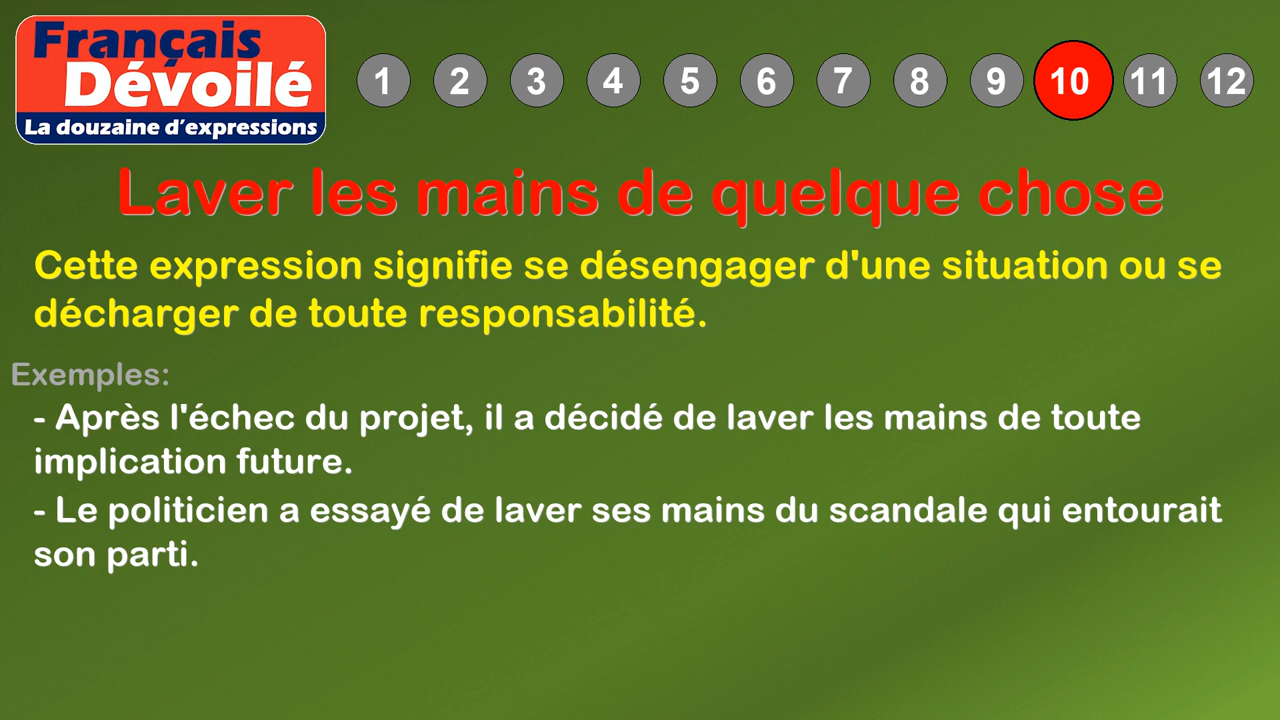 Français
Dévoilé
La douzaine d'expressions
1 2 3 4 5 6 7 8 9 10 11 12
Laver les mains de quelque chose
Cette expression signifie se désengager d'une situation ou se
décharger de toute responsabilité.
Exemples:
- Après l'échec du projet, il a décidé de laver les mains de toute
implication future.
- Le politicien a essayé de laver ses mains du scandale qui entourait
son parti.